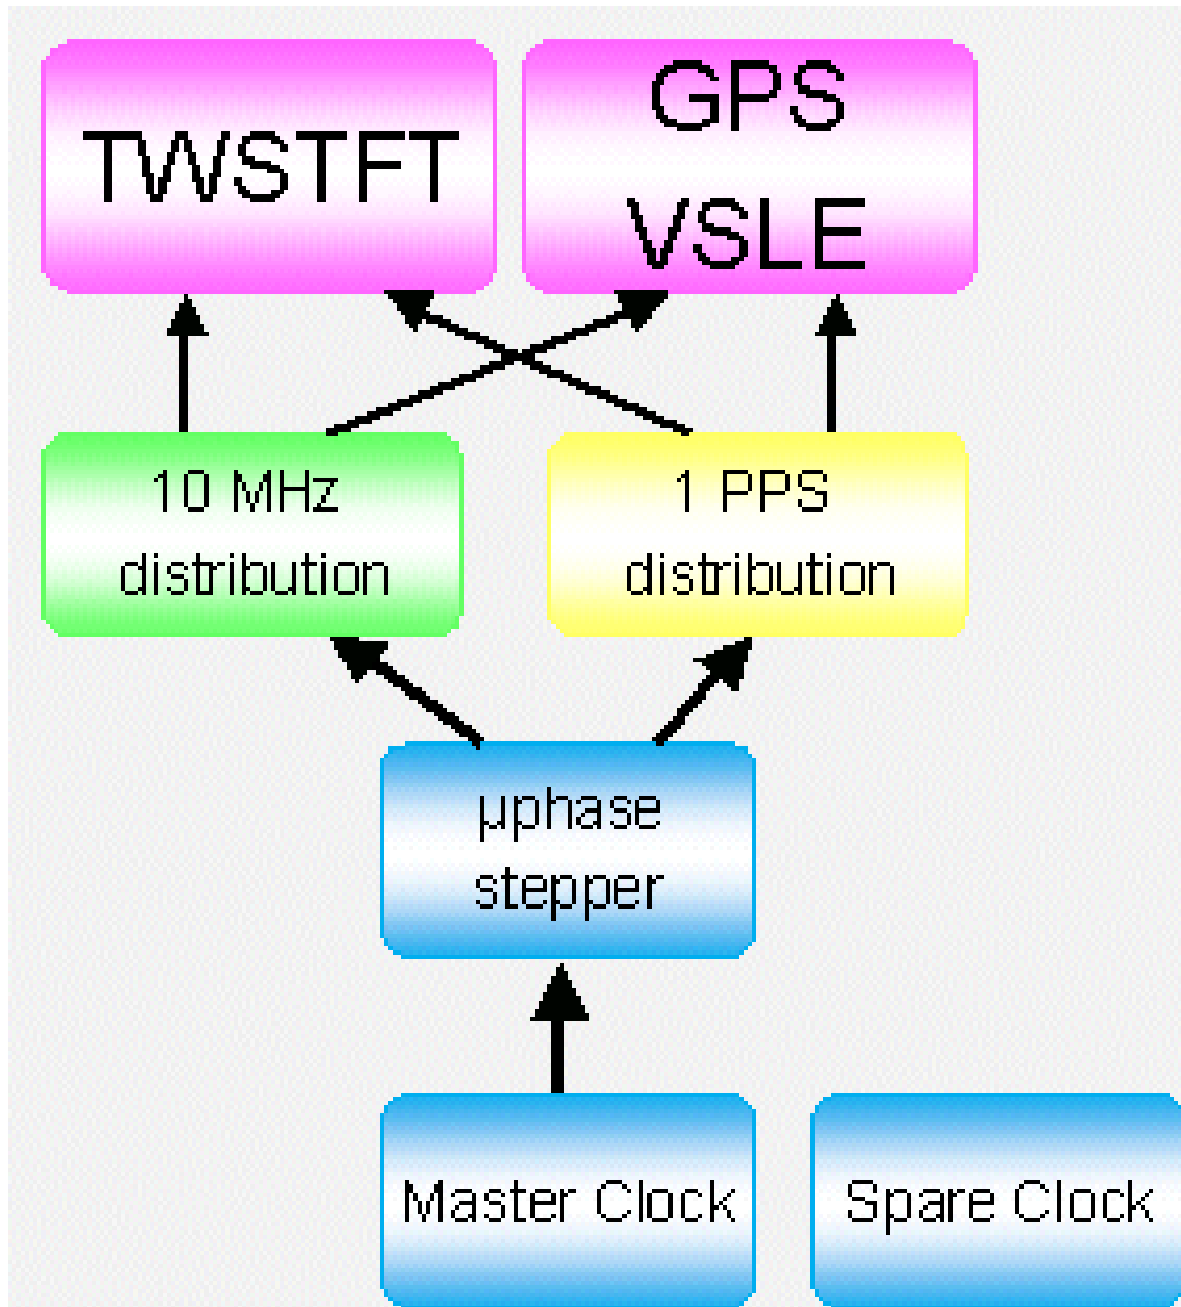 TWSTFT
GPS
VSLE
10 MHz
distribution
1 PPS
distribution
µphase
stepper
Master Clock
Spare Clock